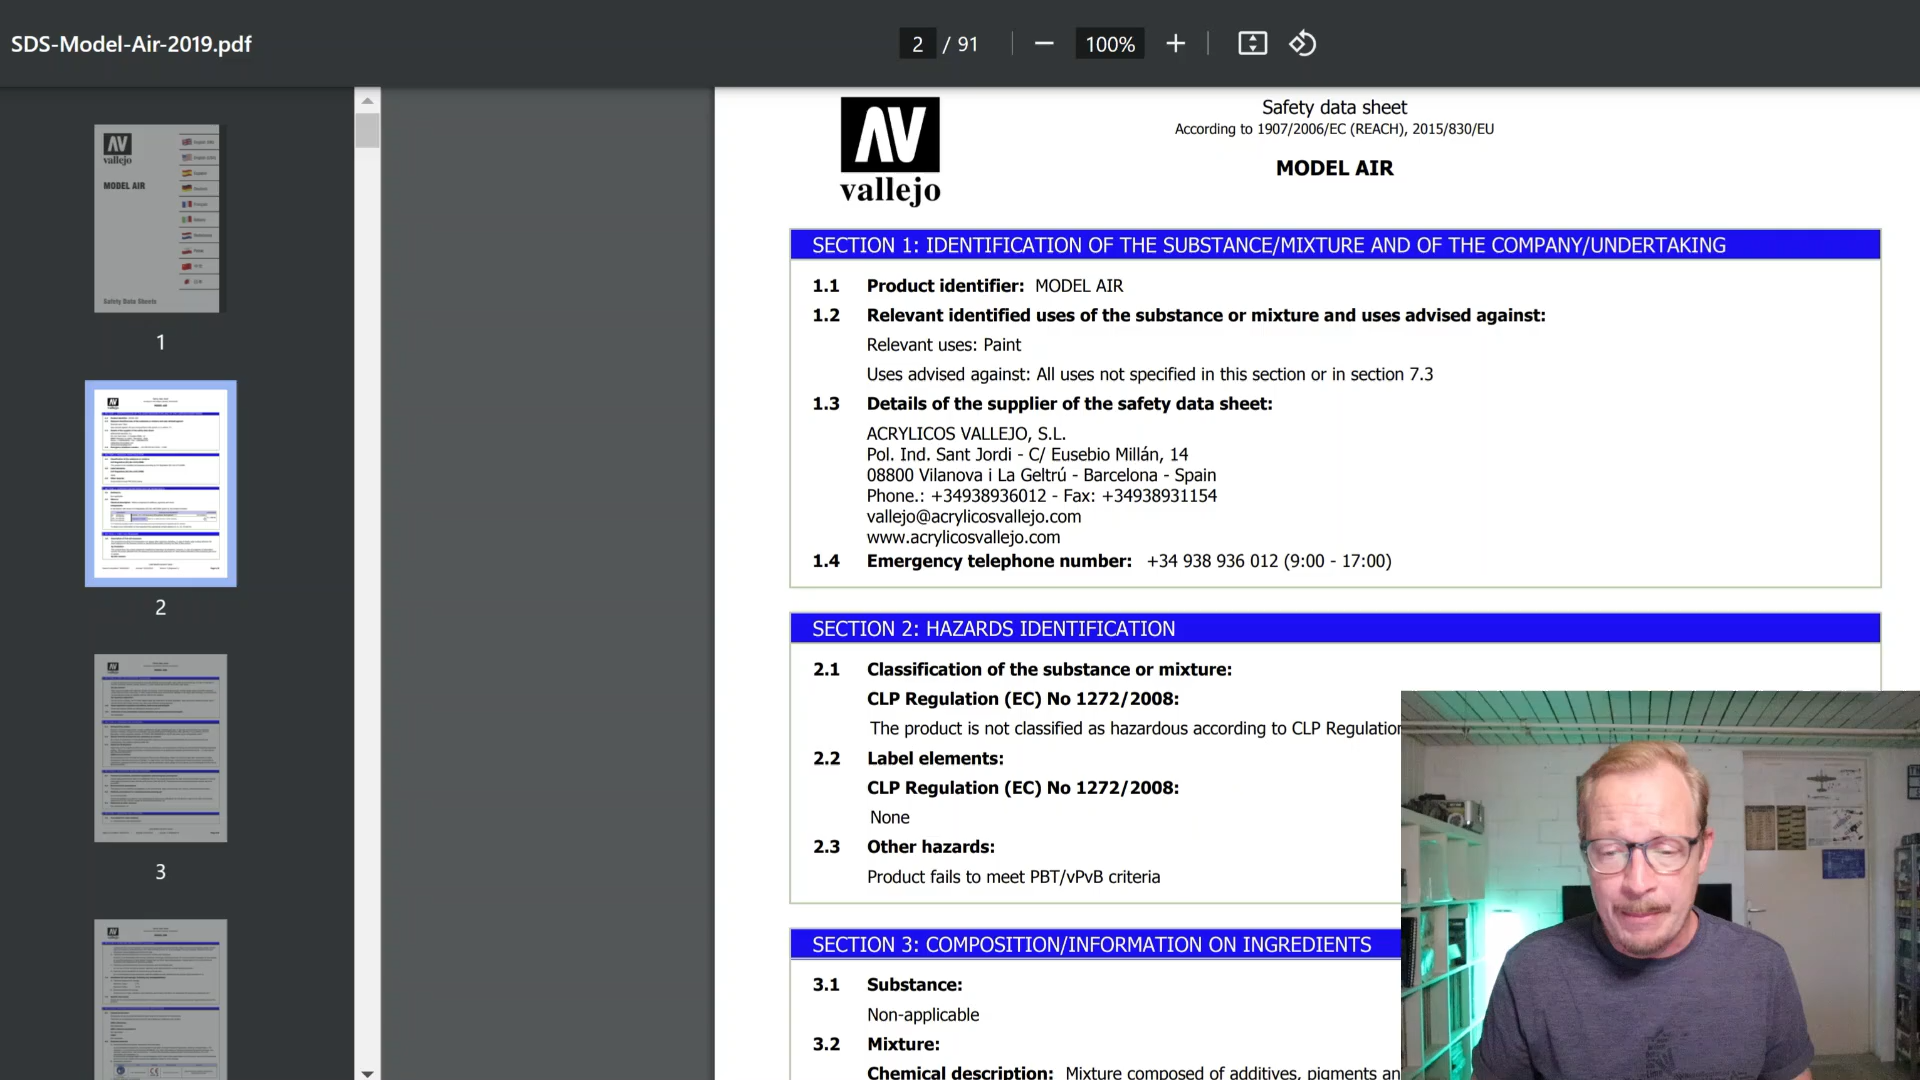 SDS-Model-Air-2019.pdf
2 / 91
100%
AV
vallejo
MODEL AIR
Safety Data Sheets
1
2
3
AV
vallejo
Safety data sheet
According to 1907/2006/EC (REACH), 2015/830/EU
MODEL AIR
SECTION 1: IDENTIFICATION OF THE SUBSTANCE/MIXTURE AND OF THE COMPANY/UNDERTAKING
1.1 Product identifier: MODEL AIR
1.2 Relevant identified uses of the substance or mixture and uses advised against:
Relevant uses: Paint
Uses advised against: All uses not specified in this section or in section 7.3
1.3 Details of the supplier of the safety data sheet:
ACRYLICOS VALLEJO, S.L.
Pol. Ind. Sant Jordi - C/ Eusebio Millán, 14
08800 Vilanova i La Geltrú - Barcelona - Spain
Phone.: +34938936012 - Fax: +34938931154
vallejo@acrylicosvallejo.com
www.acrylicosvallejo.com
1.4 Emergency telephone number: +34 938 936 012 (9:00 - 17:00)
SECTION 2: HAZARDS IDENTIFICATION
2.1 Classification of the substance or mixture:
CLP Regulation (EC) No 1272/2008:
The product is not classified as hazardous according to CLP Regulation
2.2 Label elements:
CLP Regulation (EC) No 1272/2008:
None
2.3 Other hazards:
Product fails to meet PBT/vPvB criteria
SECTION 3: COMPOSITION/INFORMATION ON INGREDIENTS
3.1 Substance:
Non-applicable
3.2 Mixture:
Chemical description: Mixture composed of additives, pigments an